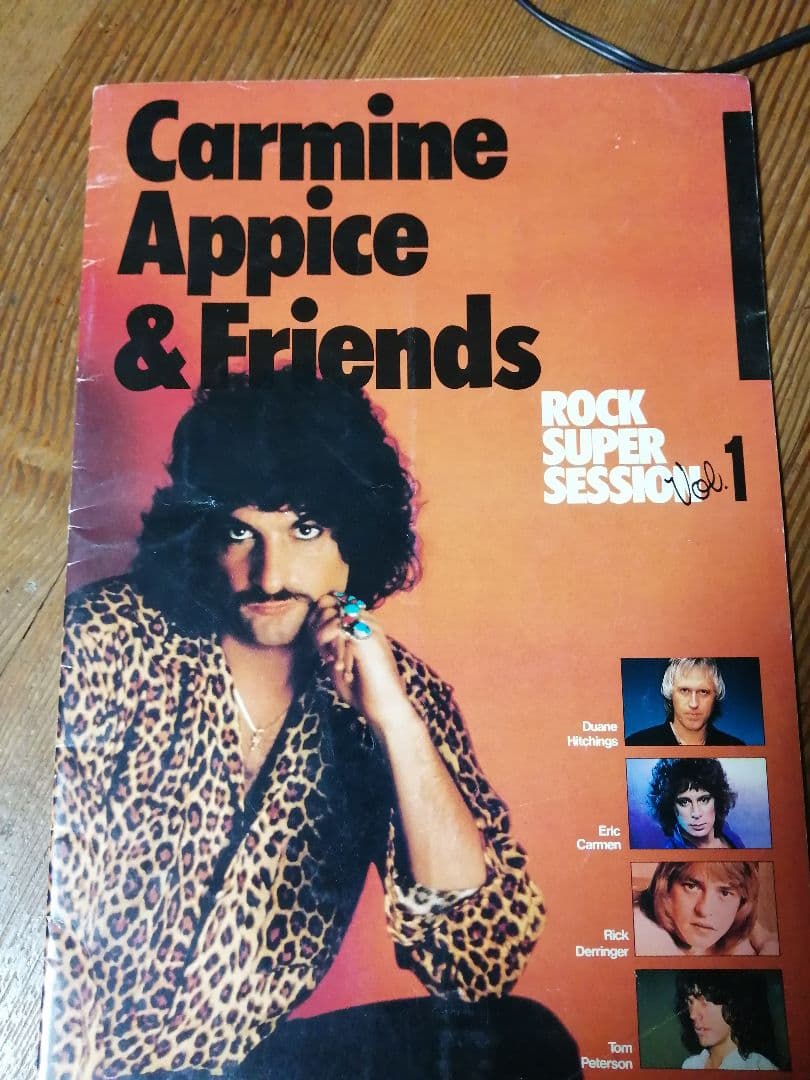 Carmine
Appice
& Friends
ROCK
SUPER
SESSION Vol. 1
Duane
Hitchings
Eric
Carmen
Rick
Derringer
Tom
Peterson